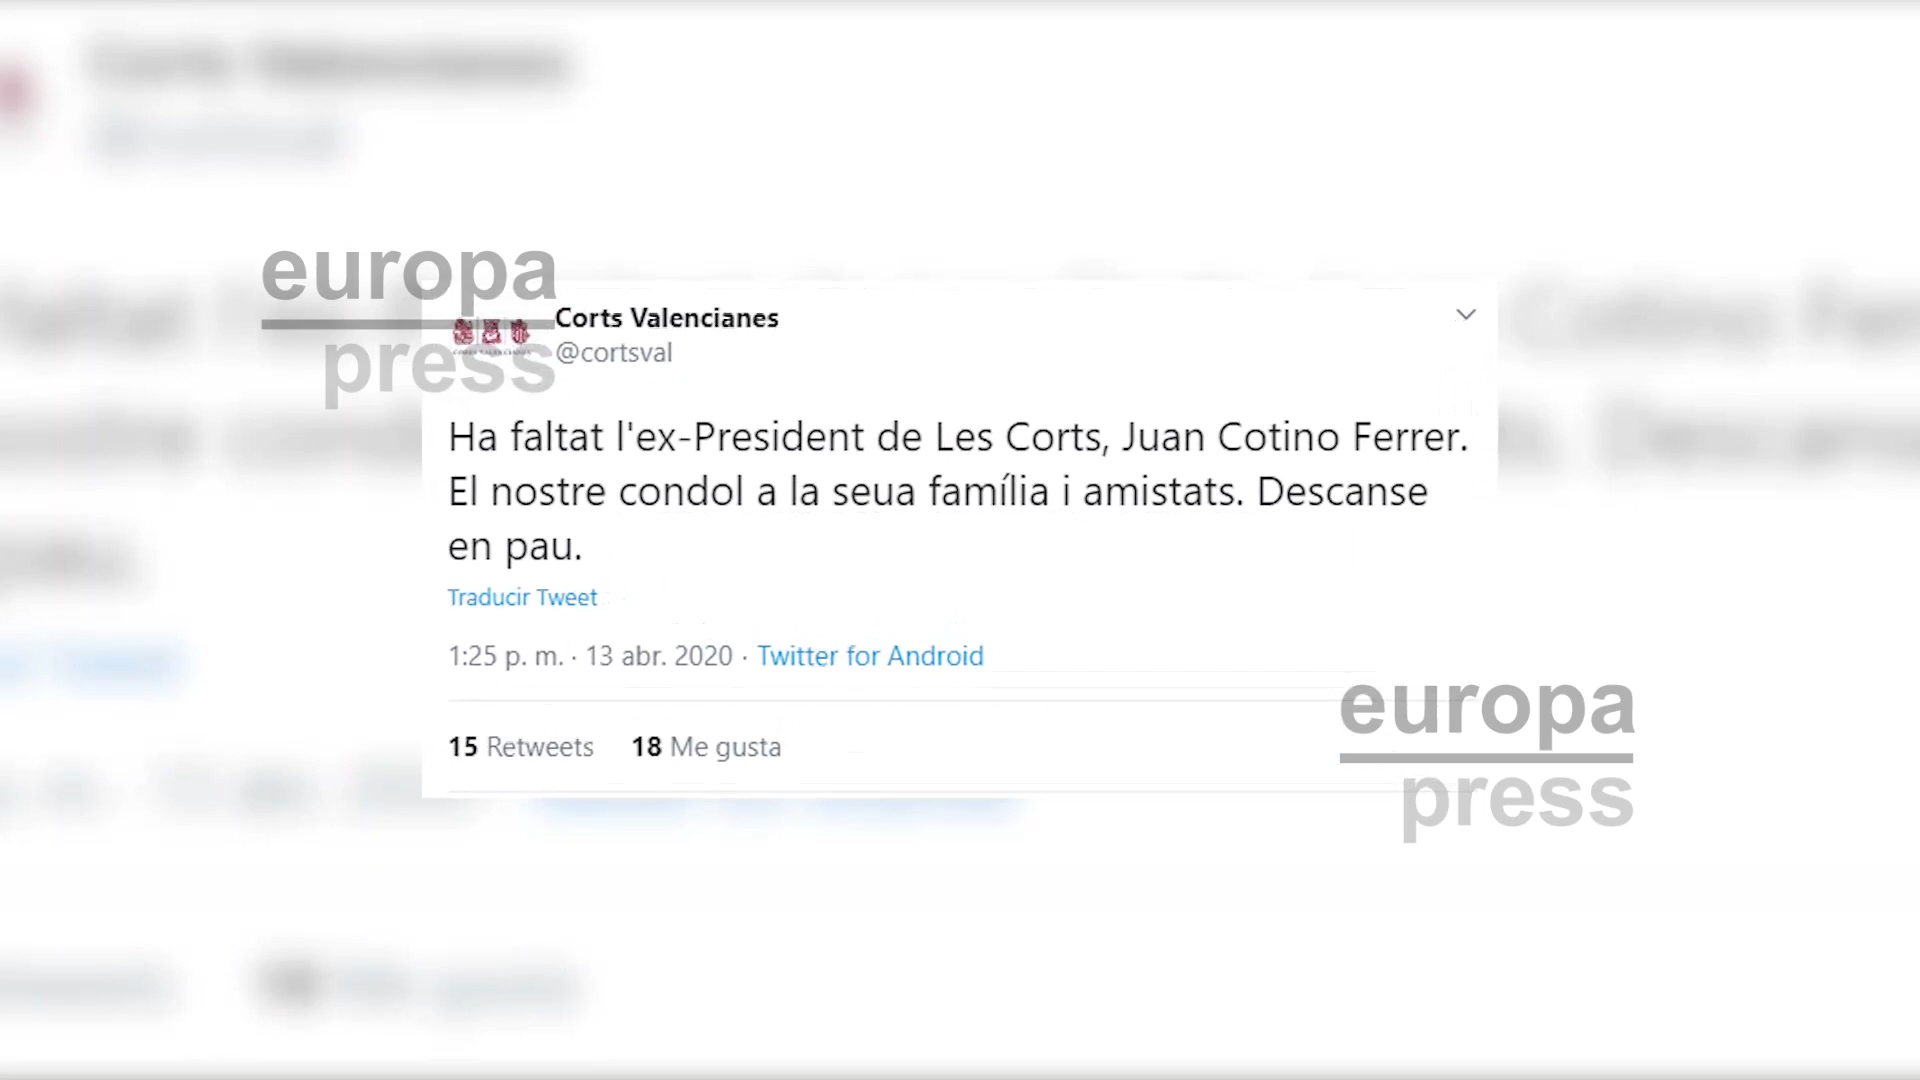 europa
press
Corts Valencianes
@cortsval
Ha faltat l'ex-President de Les Corts, Juan Cotino Ferrer.
El nostre condol a la seua família i amistats. Descanse
en pau.
Traducir Tweet
1:25 p. m. · 13 abr. 2020 · Twitter for Android
15 Retweets 18 Me gusta
europa
press